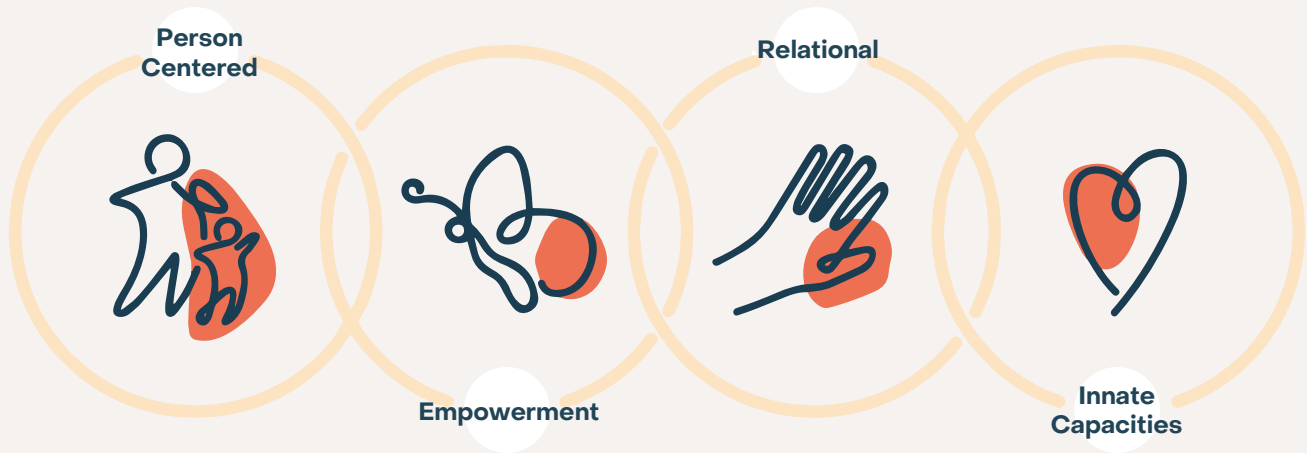 Person
Centered
Empowerment
Relational
Innate
Capacities